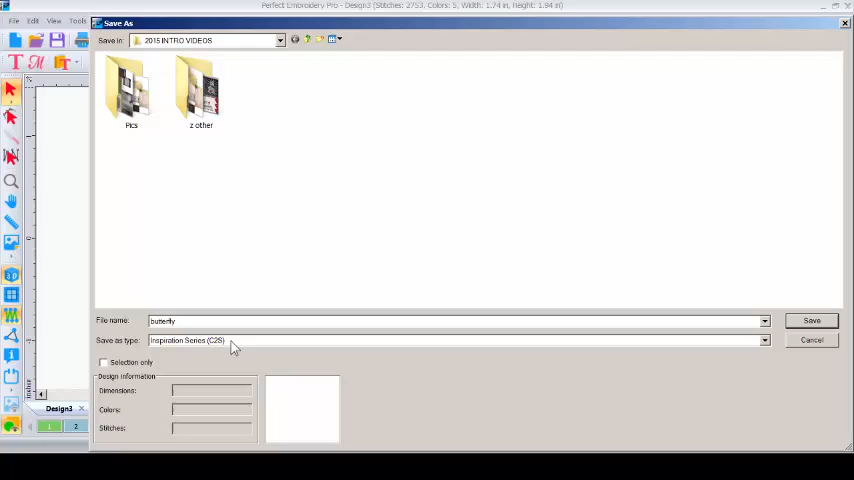 Perfect Embroidery Pro - Design3 (Stitches: 2753, Colors: 5, Width: 1.74 in, Height: 1.94 in)
File Edit View Tools
Save As
Save in: 2015 INTRO VIDEOS
Pics z other
File name: butterfly Save
Save as type: Inspiration Series (C2S) Cancel
Selection only
Design Information
Dimensions:
Colors:
Stitches:
Design3
1 2